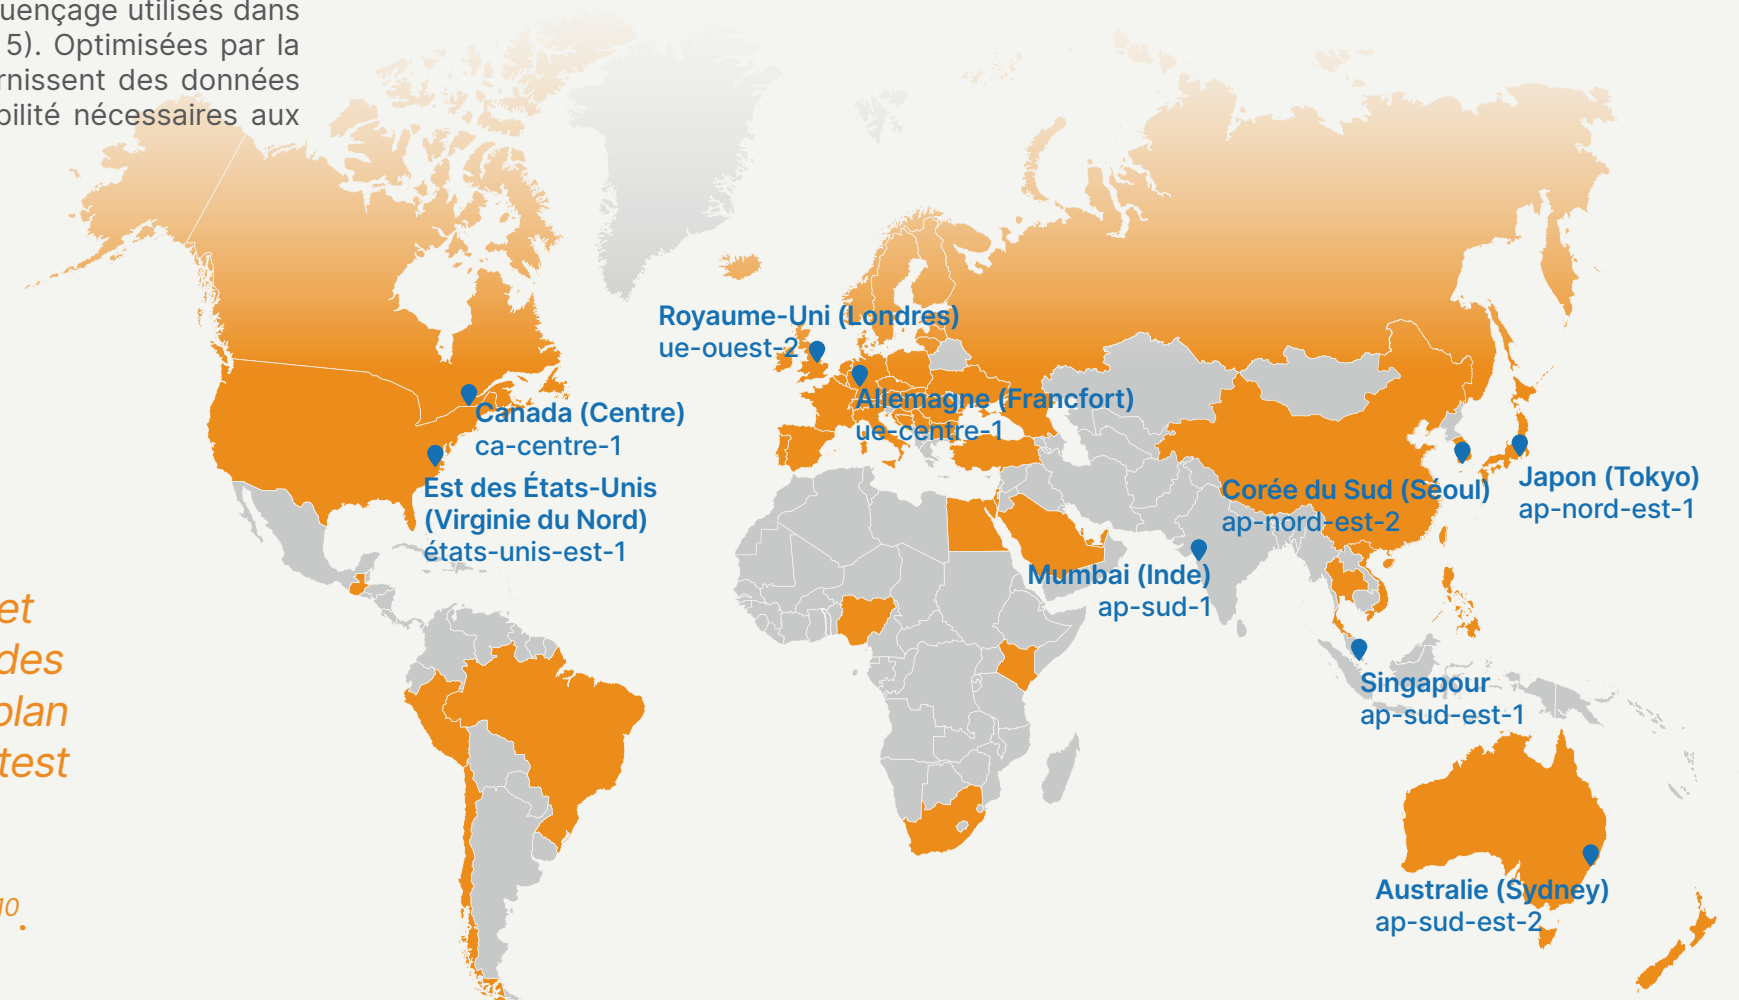 uençage utilisés dans
5). Optimisées par la
rnissent des données
bilité nécessaires aux
Royaume-Uni (Londres)
ue-ouest-2
Allemagne (Francfort)
ue-centre-1
Canada (Centre)
ca-centre-1
Est des États-Unis
(Virginie du Nord)
états-unis-est-1
Corée du Sud (Séoul)
ap-nord-est-2
Japon (Tokyo)
ap-nord-est-1
Mumbai (Inde)
ap-sud-1
Singapour
ap-sud-est-1
Australie (Sydney)
ap-sud-est-2
et
des
plan
test
10.